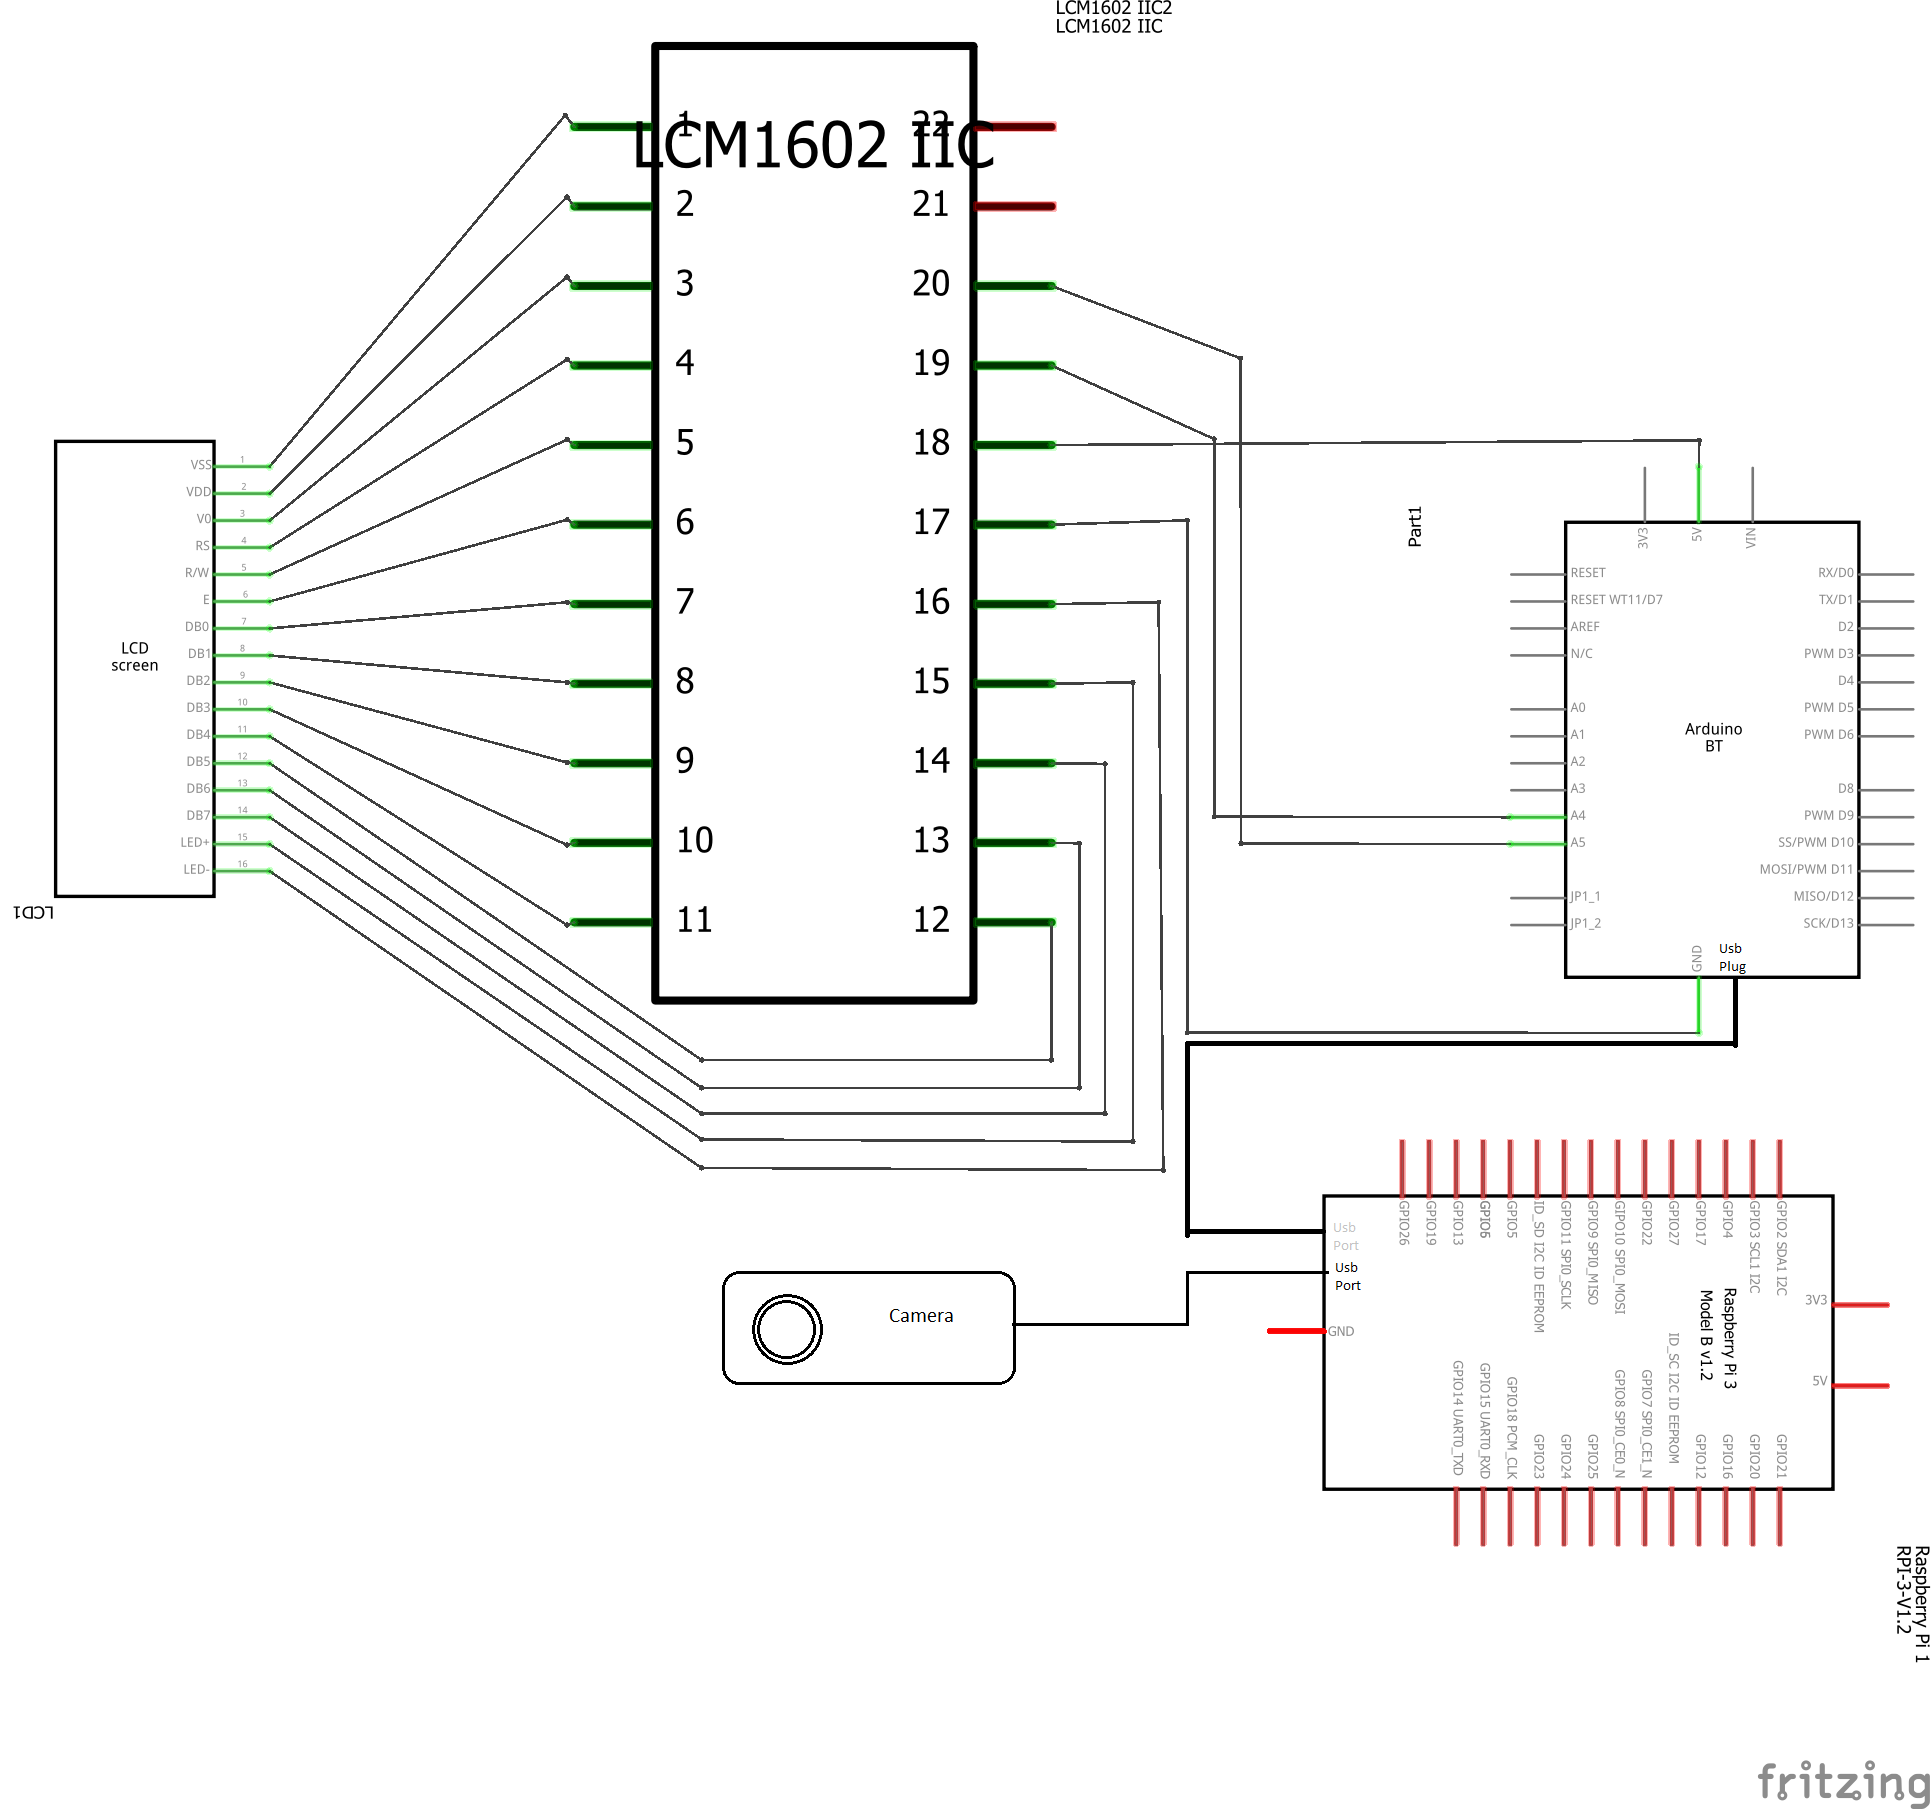 LCM1602 IIC2
LCM1602 IIC
LCM1602 IIC
1
2
3
4
5
6
7
8
9
10
11
22
21
20
19
18
17
16
15
14
13
12
VSS 1
VDD 2
V0 3
RS 4
R/W 5
E 6
DB0 7
DB1 8
DB2 9
DB3 10
DB4 11
DB5 12
DB6 13
DB7 14
LED+ 15
LED- 16
LCD
screen
LCD1
Part1
3V3
5V
VIN
RESET
RESET WT11/D7
AREF
N/C
A0
A1
A2
A3
A4
A5
JP1_1
JP1_2
RX/D0
TX/D1
D2
PWM D3
D4
PWM D5
PWM D6
D8
PWM D9
SS/PWM D10
MOSI/PWM D11
MISO/D12
SCK/D13
Arduino
BT
GND
Usb
Plug
Usb
Port
Usb
Port
GND
Camera
GPIO26
GPIO19
GPIO13
GPIO6
GPIO5
ID_SD I2C ID EEPROM
GPIO11 SPI0_SCLK
GPIO9 SPI0_MISO
GIPO10 SPI0_MOSI
GPIO22
GPIO27
GPIO17
GPIO4
GPIO3 SCL1 I2C
GPIO2 SDA1 I2C
Raspberry Pi 3
Model B v1.2
3V3
5V
GPIO14 UART0_TXD
GPIO15 UART0_RXD
GPIO18 PCM_CLK
GPIO23
GPIO24
GPIO25
GPIO8 SPI0_CE0_N
GPIO7 SPI0_CE1_N
ID_SC I2C ID EEPROM
GPIO12
GPIO16
GPIO20
GPIO21
Raspberry Pi 1
RPI-3-V1.2
fritzing